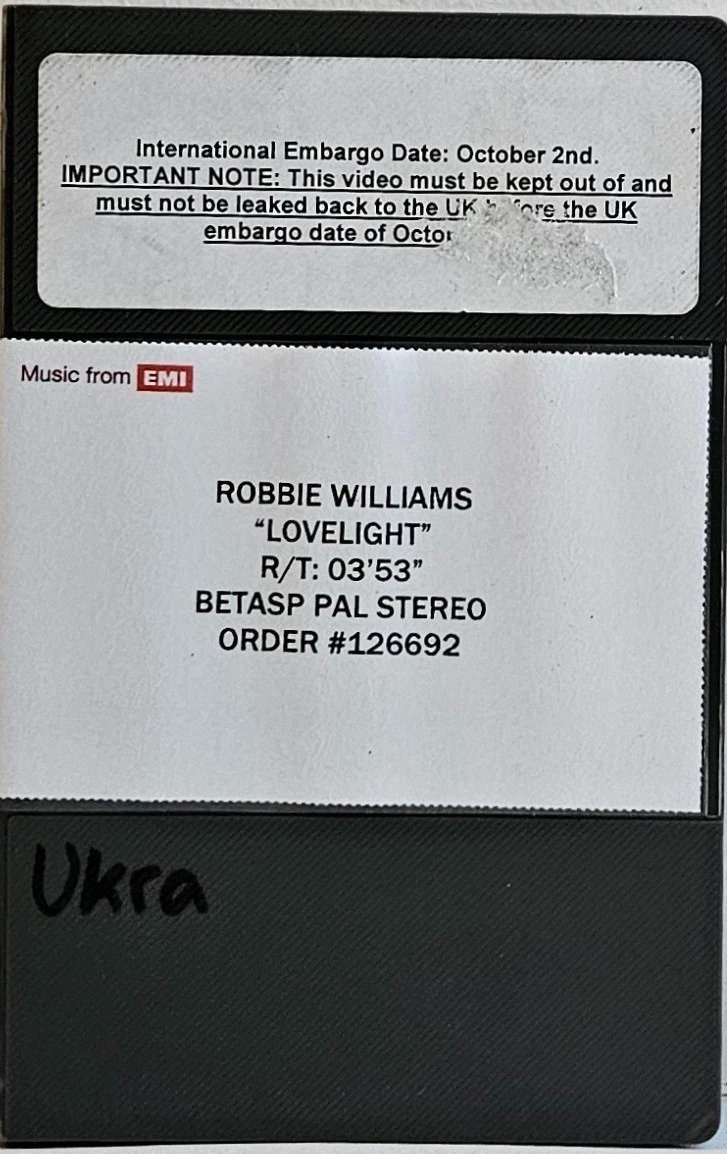 International Embargo Date: October 2nd.
IMPORTANT NOTE: This video must be kept out of and
must not be leaked back to the UK the UK
embargo date of
Music from EMI
ROBBIE WILLIAMS
“LOVELIGHT”
R/T: 03’53”
BETASP PAL STEREO
ORDER #126692
Ukra